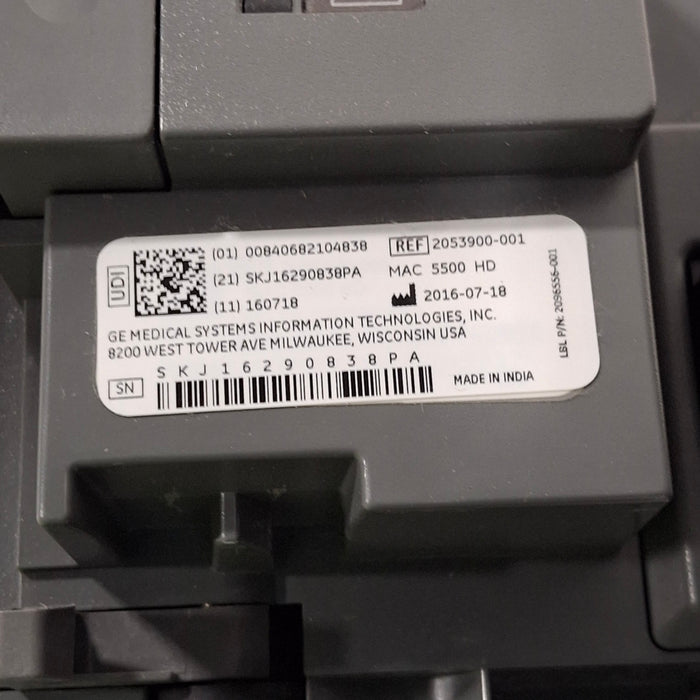 UDI
(01) 00840682104838 REF 2053900-001
(21) SKJ16290838PA MAC 5500 HD
(11) 160718 2016-07-18
GE MEDICAL SYSTEMS INFORMATION TECHNOLOGIES, INC.
8200 WEST TOWER AVE MILWAUKEE, WISCONSIN USA
SKJ16290838PA
SN MADE IN INDIA
LBL P/N: 2096556-001